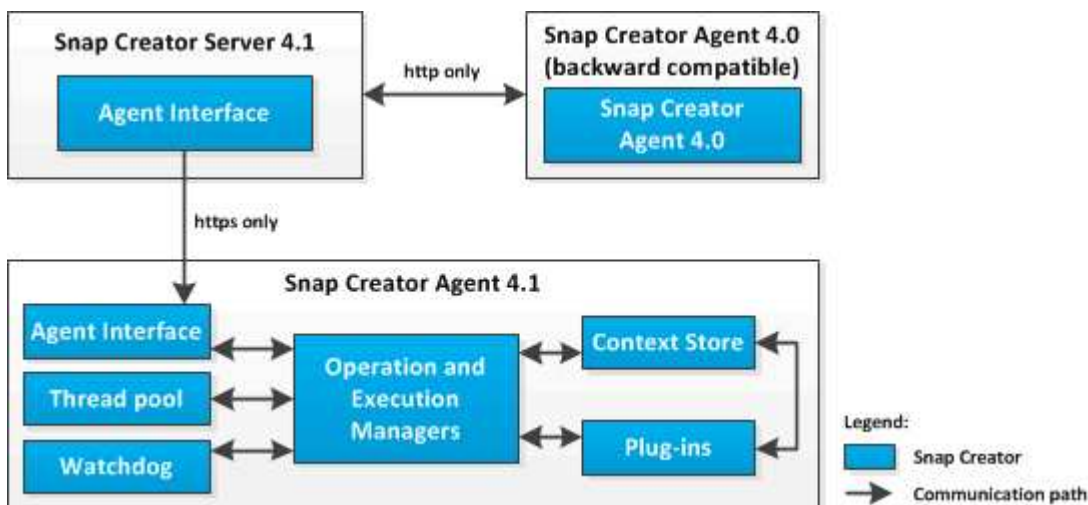 Snap Creator Server 4.1
Agent Interface
http only
Snap Creator Agent 4.0
(backward compatible)
Snap Creator
Agent 4.0
https only
Snap Creator Agent 4.1
Agent Interface
Thread pool
Watchdog
Operation and
Execution
Managers
Context Store
Plug-ins
Legend:
Snap Creator
Communication path